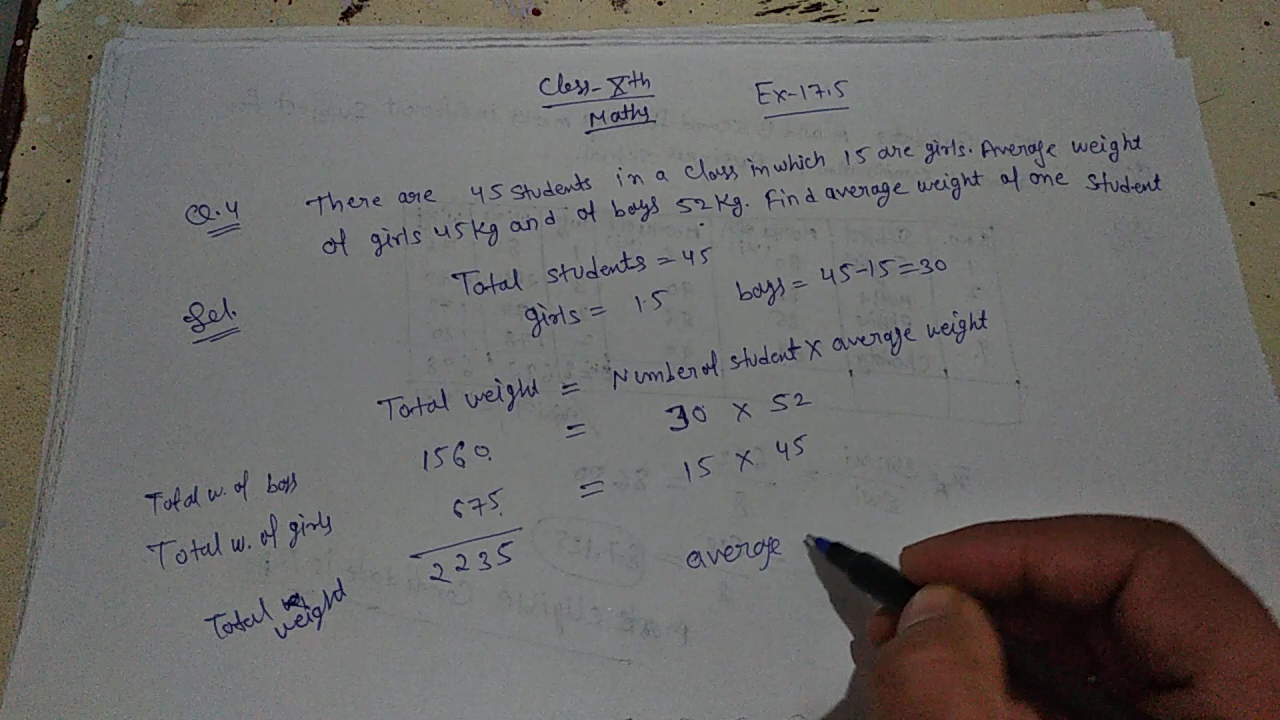 Class-Xth Ex-17.5
Maths
Q.4 There are 45 students in a class in which 15 are girls. Average weight
of girls 45 kg and of boys 52 kg. Find average weight of one student
Sol. Total students = 45
girls = 15 boys = 45-15=30
Total weight = Number of student × average weight
Total w. of boys 1560 = 30 × 52
Total w. of girls 675 = 15 × 45
Total weight 2235 average